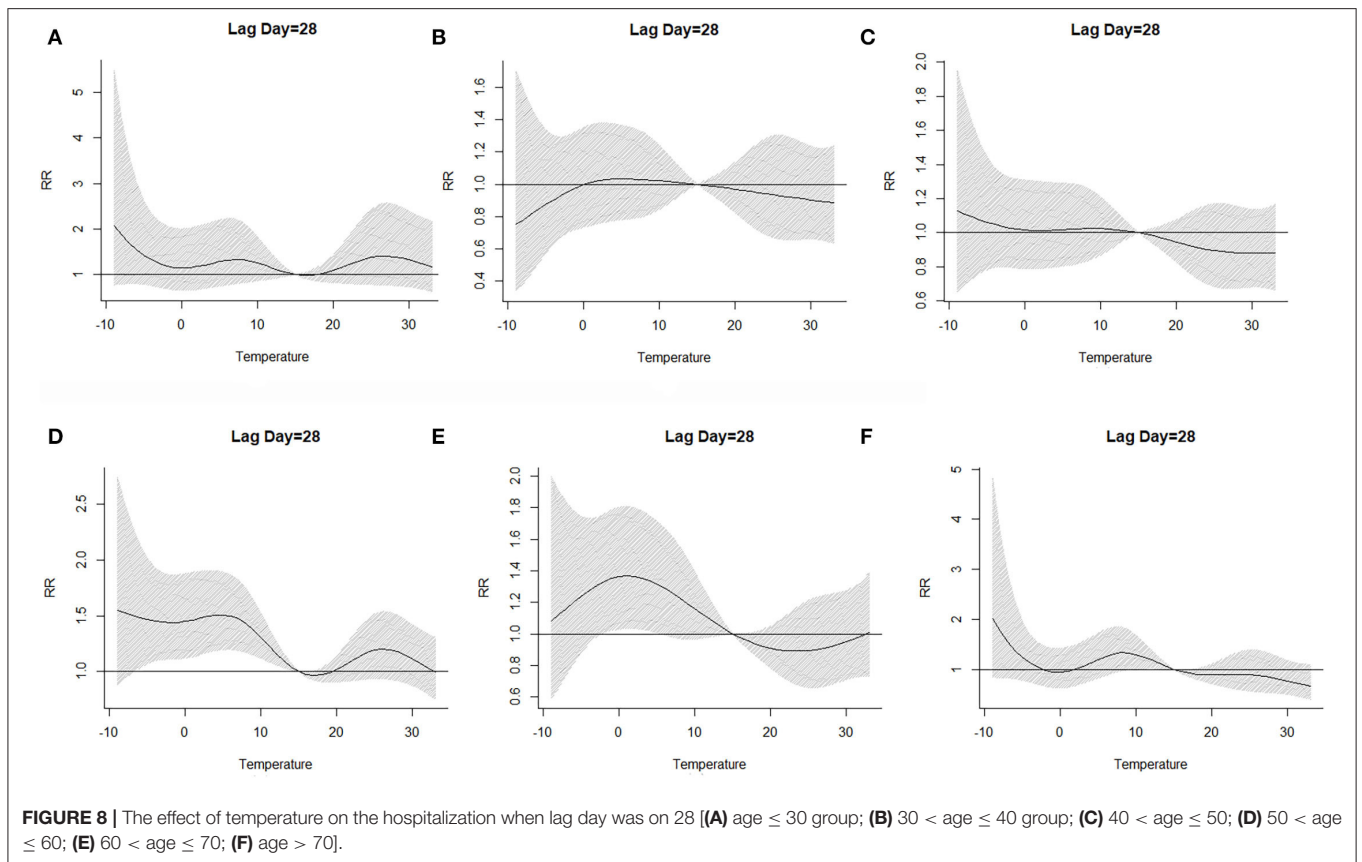 A
Lag Day=28
RR
5
4
3
2
1
-10 0 10 20 30
Temperature
B
Lag Day=28
RR
1.6
1.4
1.2
1.0
0.8
0.6
0.4
-10 0 10 20 30
Temperature
C
Lag Day=28
RR
2.0
1.8
1.6
1.4
1.2
1.0
0.8
0.6
-10 0 10 20 30
Temperature
D
Lag Day=28
RR
2.5
2.0
1.5
1.0
-10 0 10 20 30
Temperature
E
Lag Day=28
RR
2.0
1.8
1.6
1.4
1.2
1.0
0.8
0.6
-10 0 10 20 30
Temperature
F
Lag Day=28
RR
5
4
3
2
1
-10 0 10 20 30
Temperature
FIGURE 8 | The effect of temperature on the hospitalization when lag day was on 28 [(A) age ≤ 30 group; (B) 30 < age ≤ 40 group; (C) 40 < age ≤ 50; (D) 50 < age
≤ 60; (E) 60 < age ≤ 70; (F) age > 70].